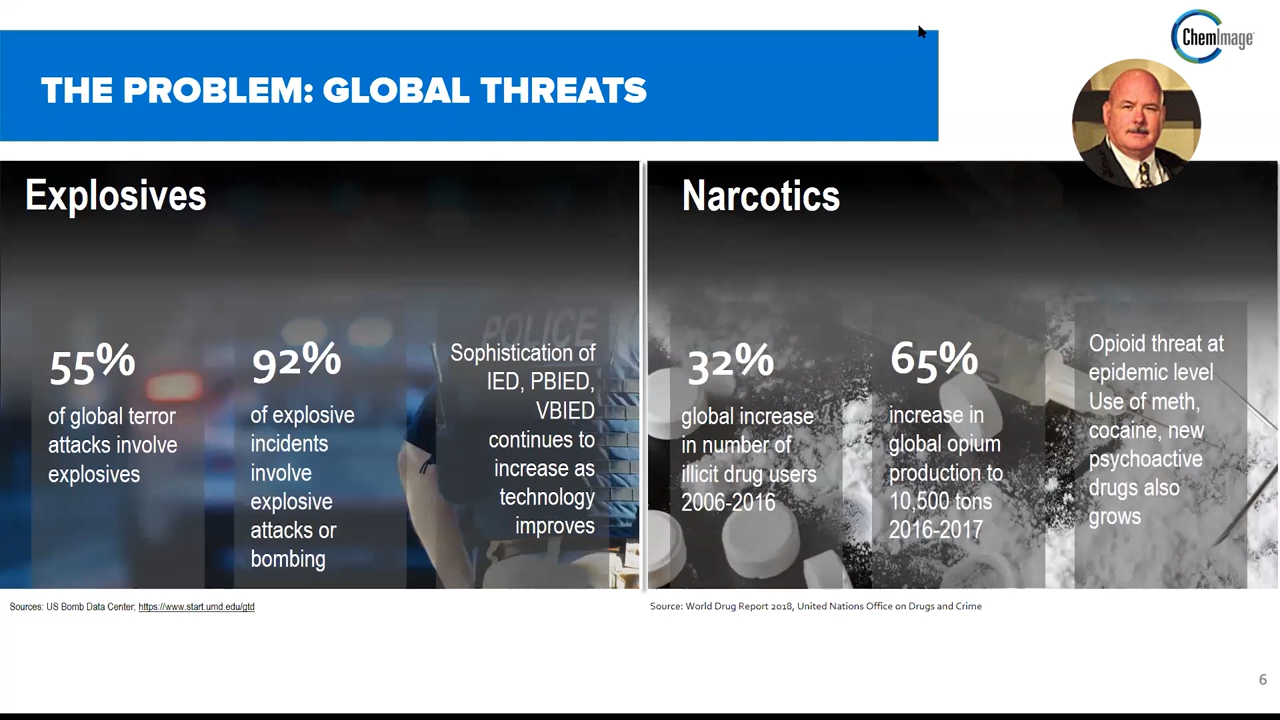 ChemImage
THE PROBLEM: GLOBAL THREATS
Explosives
55%
of global terror
attacks involve
explosives
92%
of explosive
incidents
involve
explosive
attacks or
bombing
POLICE
Sophistication of
IED, PBIED,
VBIED
continues to
increase as
technology
improves
Sources: US Bomb Data Center; https://www.start.umd.edu/gtd
Narcotics
32%
global increase
in number of
illicit drug users
2006-2016
65%
increase in
global opium
production to
10,500 tons
2016-2017
Opioid threat at
epidemic level
Use of meth,
cocaine, new
psychoactive
drugs also
grows
Source: World Drug Report 2018, United Nations Office on Drugs and Crime
6